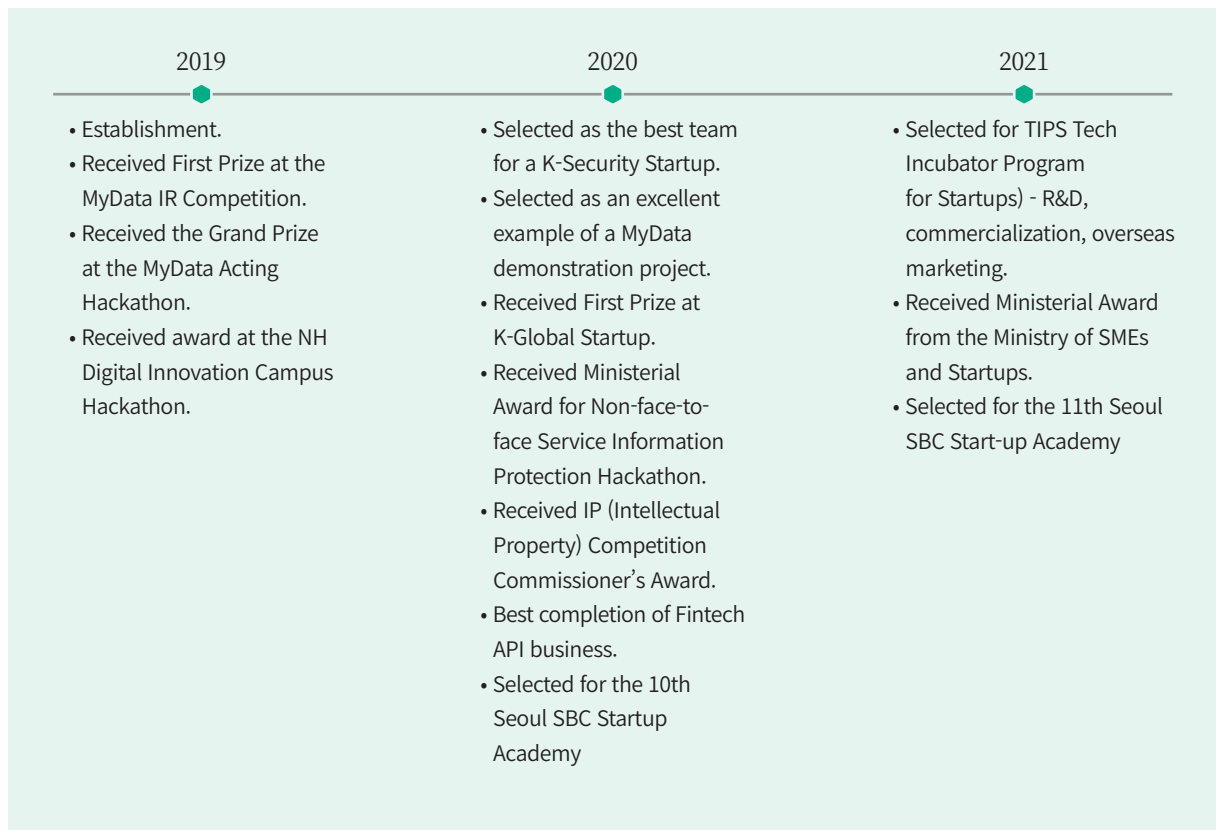 2019
• Establishment.
• Received First Prize at the
MyData IR Competition.
• Received the Grand Prize
at the MyData Acting
Hackathon.
• Received award at the NH
Digital Innovation Campus
Hackathon.
2020
• Selected as the best team
for a K-Security Startup.
• Selected as an excellent
example of a MyData
demonstration project.
• Received First Prize at
K-Global Startup.
• Received Ministerial
Award for Non-face-to-
face Service Information
Protection Hackathon.
• Received IP (Intellectual
Property) Competition
Commissioner’s Award.
• Best completion of Fintech
API business.
• Selected for the 10th
Seoul SBC Startup
Academy
2021
• Selected for TIPS Tech
Incubator Program
for Startups) - R&D,
commercialization, overseas
marketing.
• Received Ministerial Award
from the Ministry of SMEs
and Startups.
• Selected for the 11th Seoul
SBC Start-up Academy